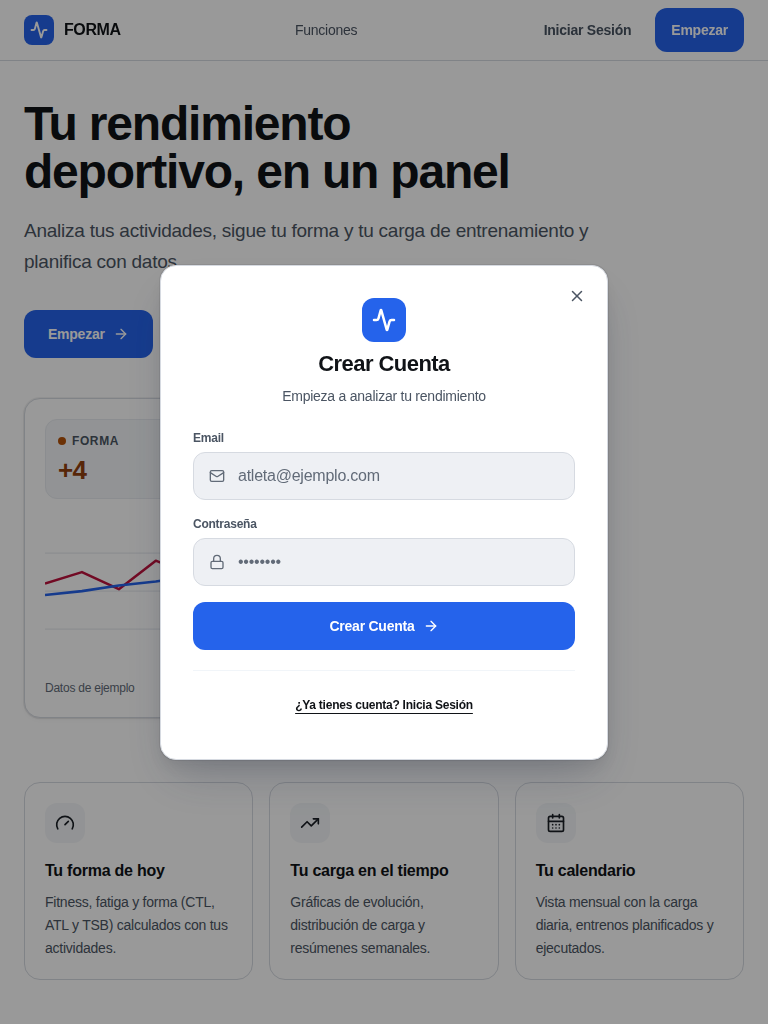 FORMA
Funciones
Iniciar Sesión
Empezar
Tu rendimiento
deportivo, en un panel
Analiza tus actividades, sigue tu forma y tu carga de entrenamiento y
planifica con datos
Empezar
FORMA
+4
Datos de ejemplo
Crear Cuenta
Empieza a analizar tu rendimiento
Email
atleta@ejemplo.com
Contraseña
••••••••
Crear Cuenta
¿Ya tienes cuenta? Inicia Sesión
Tu forma de hoy
Fitness, fatiga y forma (CTL,
ATL y TSB) calculados con tus
actividades.
Tu carga en el tiempo
Gráficas de evolución,
distribución de carga y
resúmenes semanales.
Tu calendario
Vista mensual con la carga
diaria, entrenos planificados y
ejecutados.